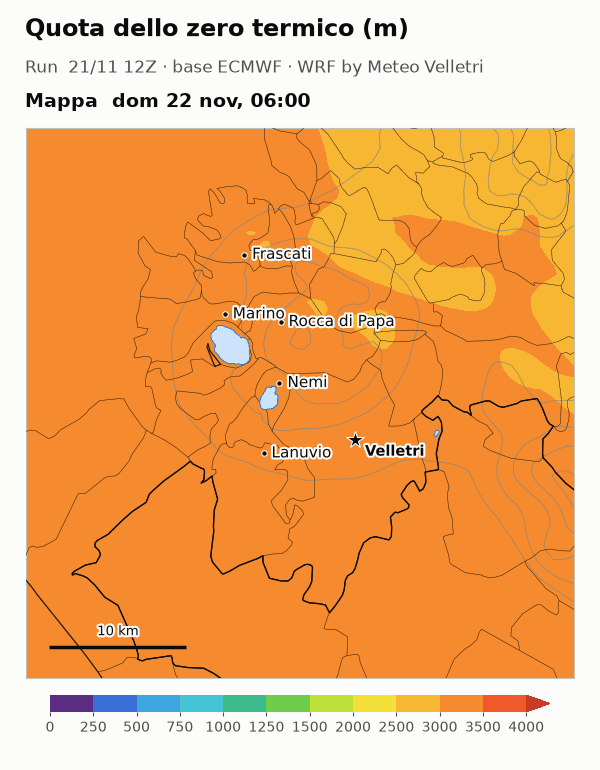 Quota dello zero termico (m)
Run  21/11 12Z · base ECMWF · WRF by Meteo Velletri
Mappa  dom 22 nov, 06:00
Frascati
Marino
Rocca di Papa
Nemi
Velletri
Lanuvio
10 km
0 250 500 750 1000 1250 1500 2000 2500 3000 3500 4000